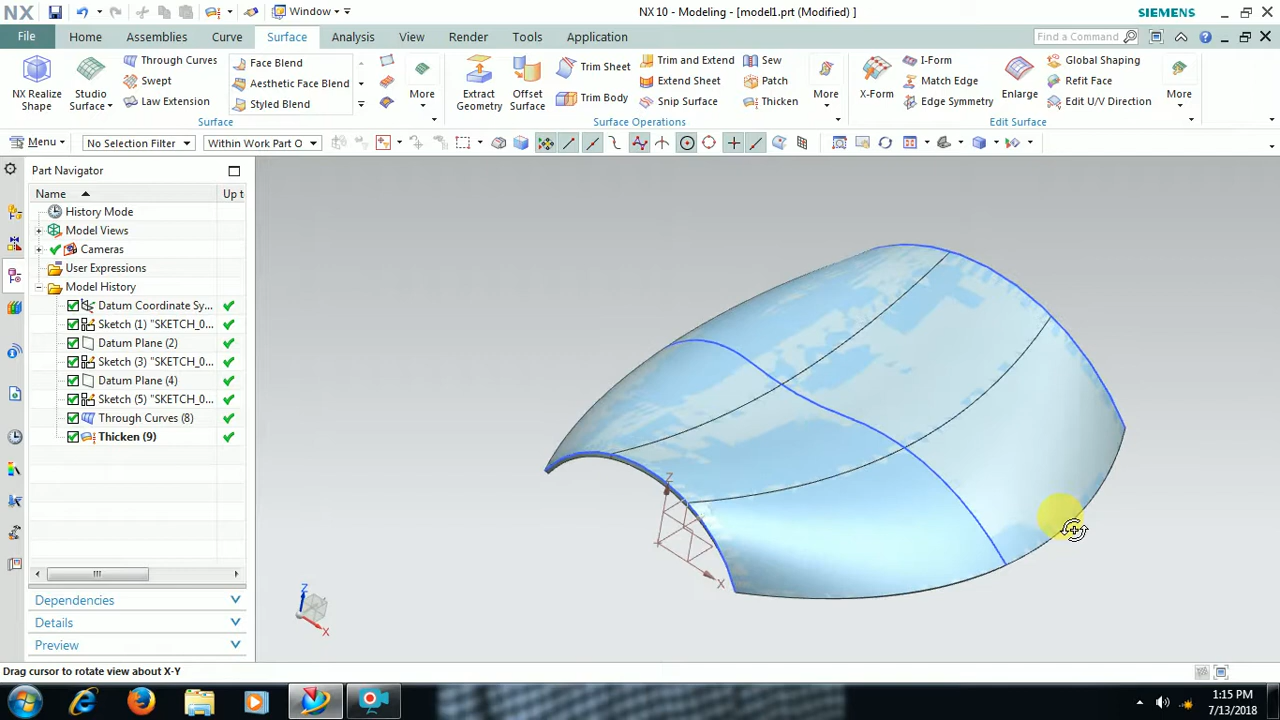 NX
Window
NX 10 - Modeling - [model1.prt (Modified) ]
SIEMENS
File
Home
Assemblies
Curve
Surface
Analysis
View
Render
Tools
Application
Find a Command
NX Realize Shape
Studio Surface
Through Curves
Swept
Law Extension
Face Blend
Aesthetic Face Blend
Styled Blend
More
Surface
Extract Geometry
Offset Surface
Trim Sheet
Trim Body
Trim and Extend
Extend Sheet
Snip Surface
Sew
Patch
Thicken
More
Surface Operations
X-Form
I-Form
Match Edge
Edge Symmetry
Enlarge
Global Shaping
Refit Face
Edit U/V Direction
More
Edit Surface
Menu
No Selection Filter
Within Work Part O
Part Navigator
Name
Up t
History Mode
Model Views
Cameras
User Expressions
Model History
Datum Coordinate Sy...
Sketch (1) "SKETCH_0...
Datum Plane (2)
Sketch (3) "SKETCH_0...
Datum Plane (4)
Sketch (5) "SKETCH_0...
Through Curves (8)
Thicken (9)
Dependencies
Details
Preview
Z
X
Z
X
Drag cursor to rotate view about X-Y
1:15 PM
7/13/2018